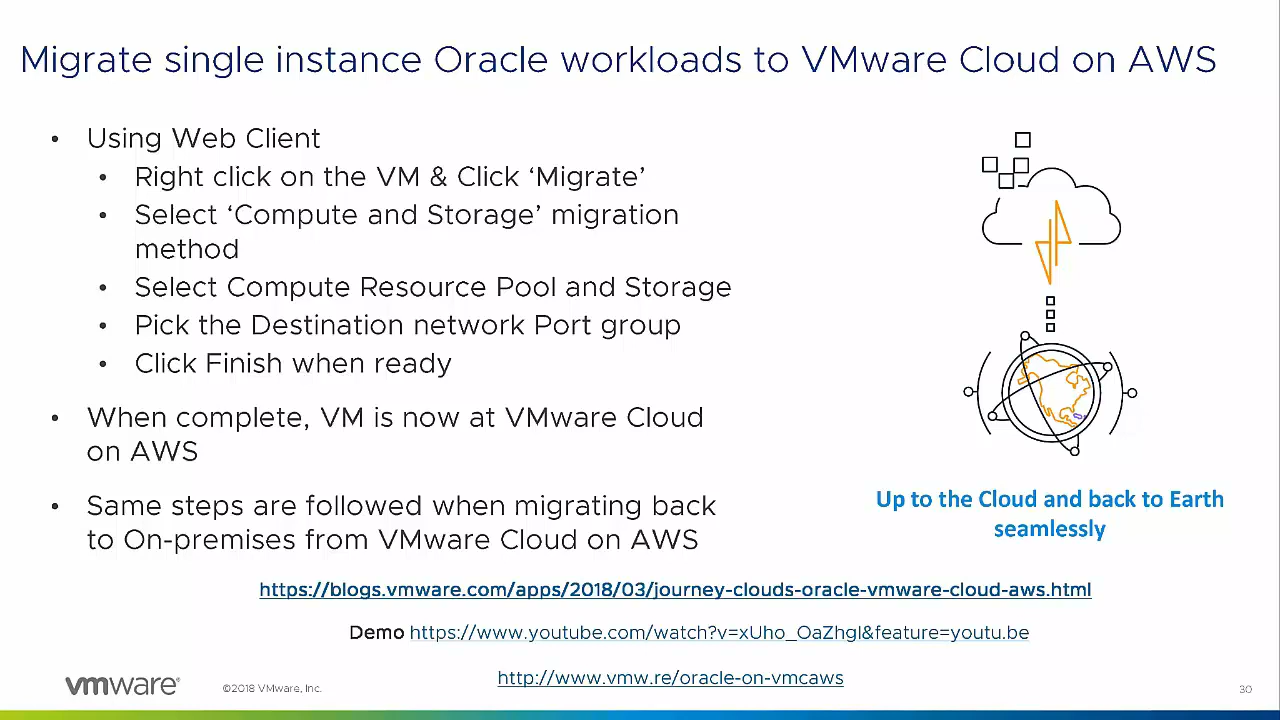 Migrate single instance Oracle workloads to VMware Cloud on AWS
• Using Web Client
• Right click on the VM & Click ‘Migrate’
• Select ‘Compute and Storage’ migration
method
• Select Compute Resource Pool and Storage
• Pick the Destination network Port group
• Click Finish when ready
• When complete, VM is now at VMware Cloud
on AWS
• Same steps are followed when migrating back
to On-premises from VMware Cloud on AWS
Up to the Cloud and back to Earth
seamlessly
https://blogs.vmware.com/apps/2018/03/journey-clouds-oracle-vmware-cloud-aws.html
Demo https://www.youtube.com/watch?v=xUho_OaZhgI&feature=youtu.be
http://www.vmw.re/oracle-on-vmcaws
vmware®
©2018 VMware, Inc.
30